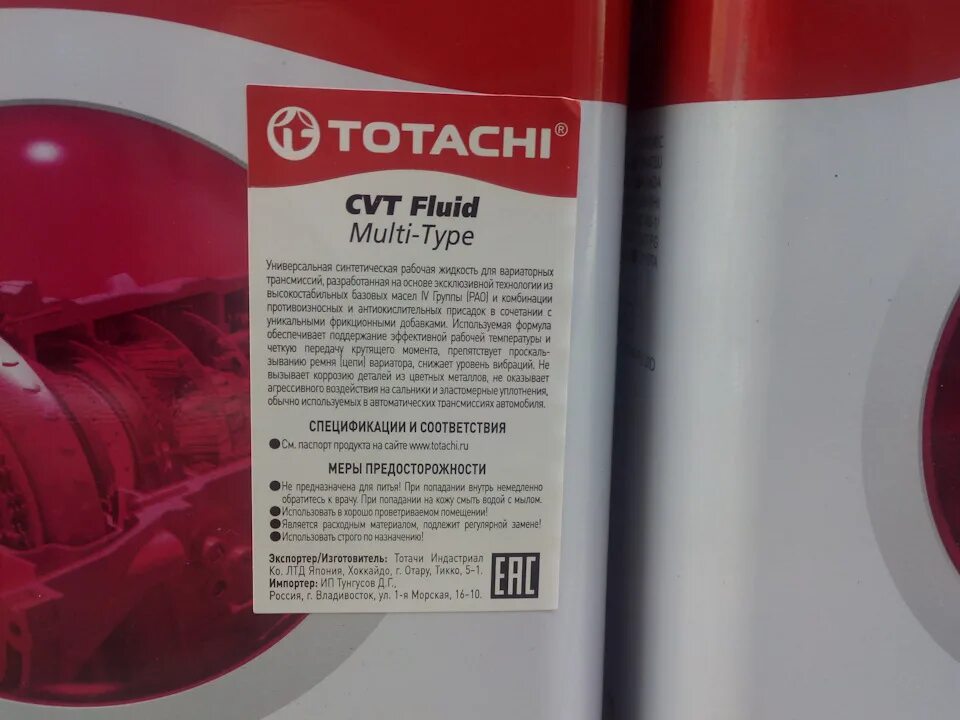 TOTACHI®
CVT Fluid
Multi-Type
Универсальная синтетическая рабочая жидкость для вариаторных
трансмиссий, разработанная на основе эксклюзивной технологии из
высокостабильных базовых масел IV Группы (PAO) и комбинации
противоизносных и антиокислительных присадок в сочетании с
уникальными фрикционными добавками. Используемая формула
обеспечивает поддержание эффективной рабочей температуры и
четкую передачу крутящего момента, препятствует проскаль-
зыванию ремня (цепи) вариатора, снижает уровень вибраций. Не
вызывает коррозию деталей из цветных металлов, не оказывает
агрессивного воздействия на сальники и эластомерные уплотнения,
обычно используемых в автоматических трансмиссиях автомобиля.
СПЕЦИФИКАЦИИ И СООТВЕТСТВИЯ
●См. паспорт продукта на сайте www.totachi.ru
МЕРЫ ПРЕДОСТОРОЖНОСТИ
●Не предназначена для питья! При попадании внутрь немедленно
обратитесь к врачу. При попадании на кожу смыть водой с мылом.
●Использовать в хорошо проветриваемом помещении!
●Является расходным материалом, подлежит регулярной замене!
●Использовать строго по назначению!
Экспортер/Изготовитель: Тотачи Индастриал
Ко. ЛТД Япония, Хоккайдо, г. Отару, Тикко, 5-1.
Импортер: ИП Тунгусов Д.Г.,
Россия, г. Владивосток, ул. 1-я Морская, 16-10.
EAC